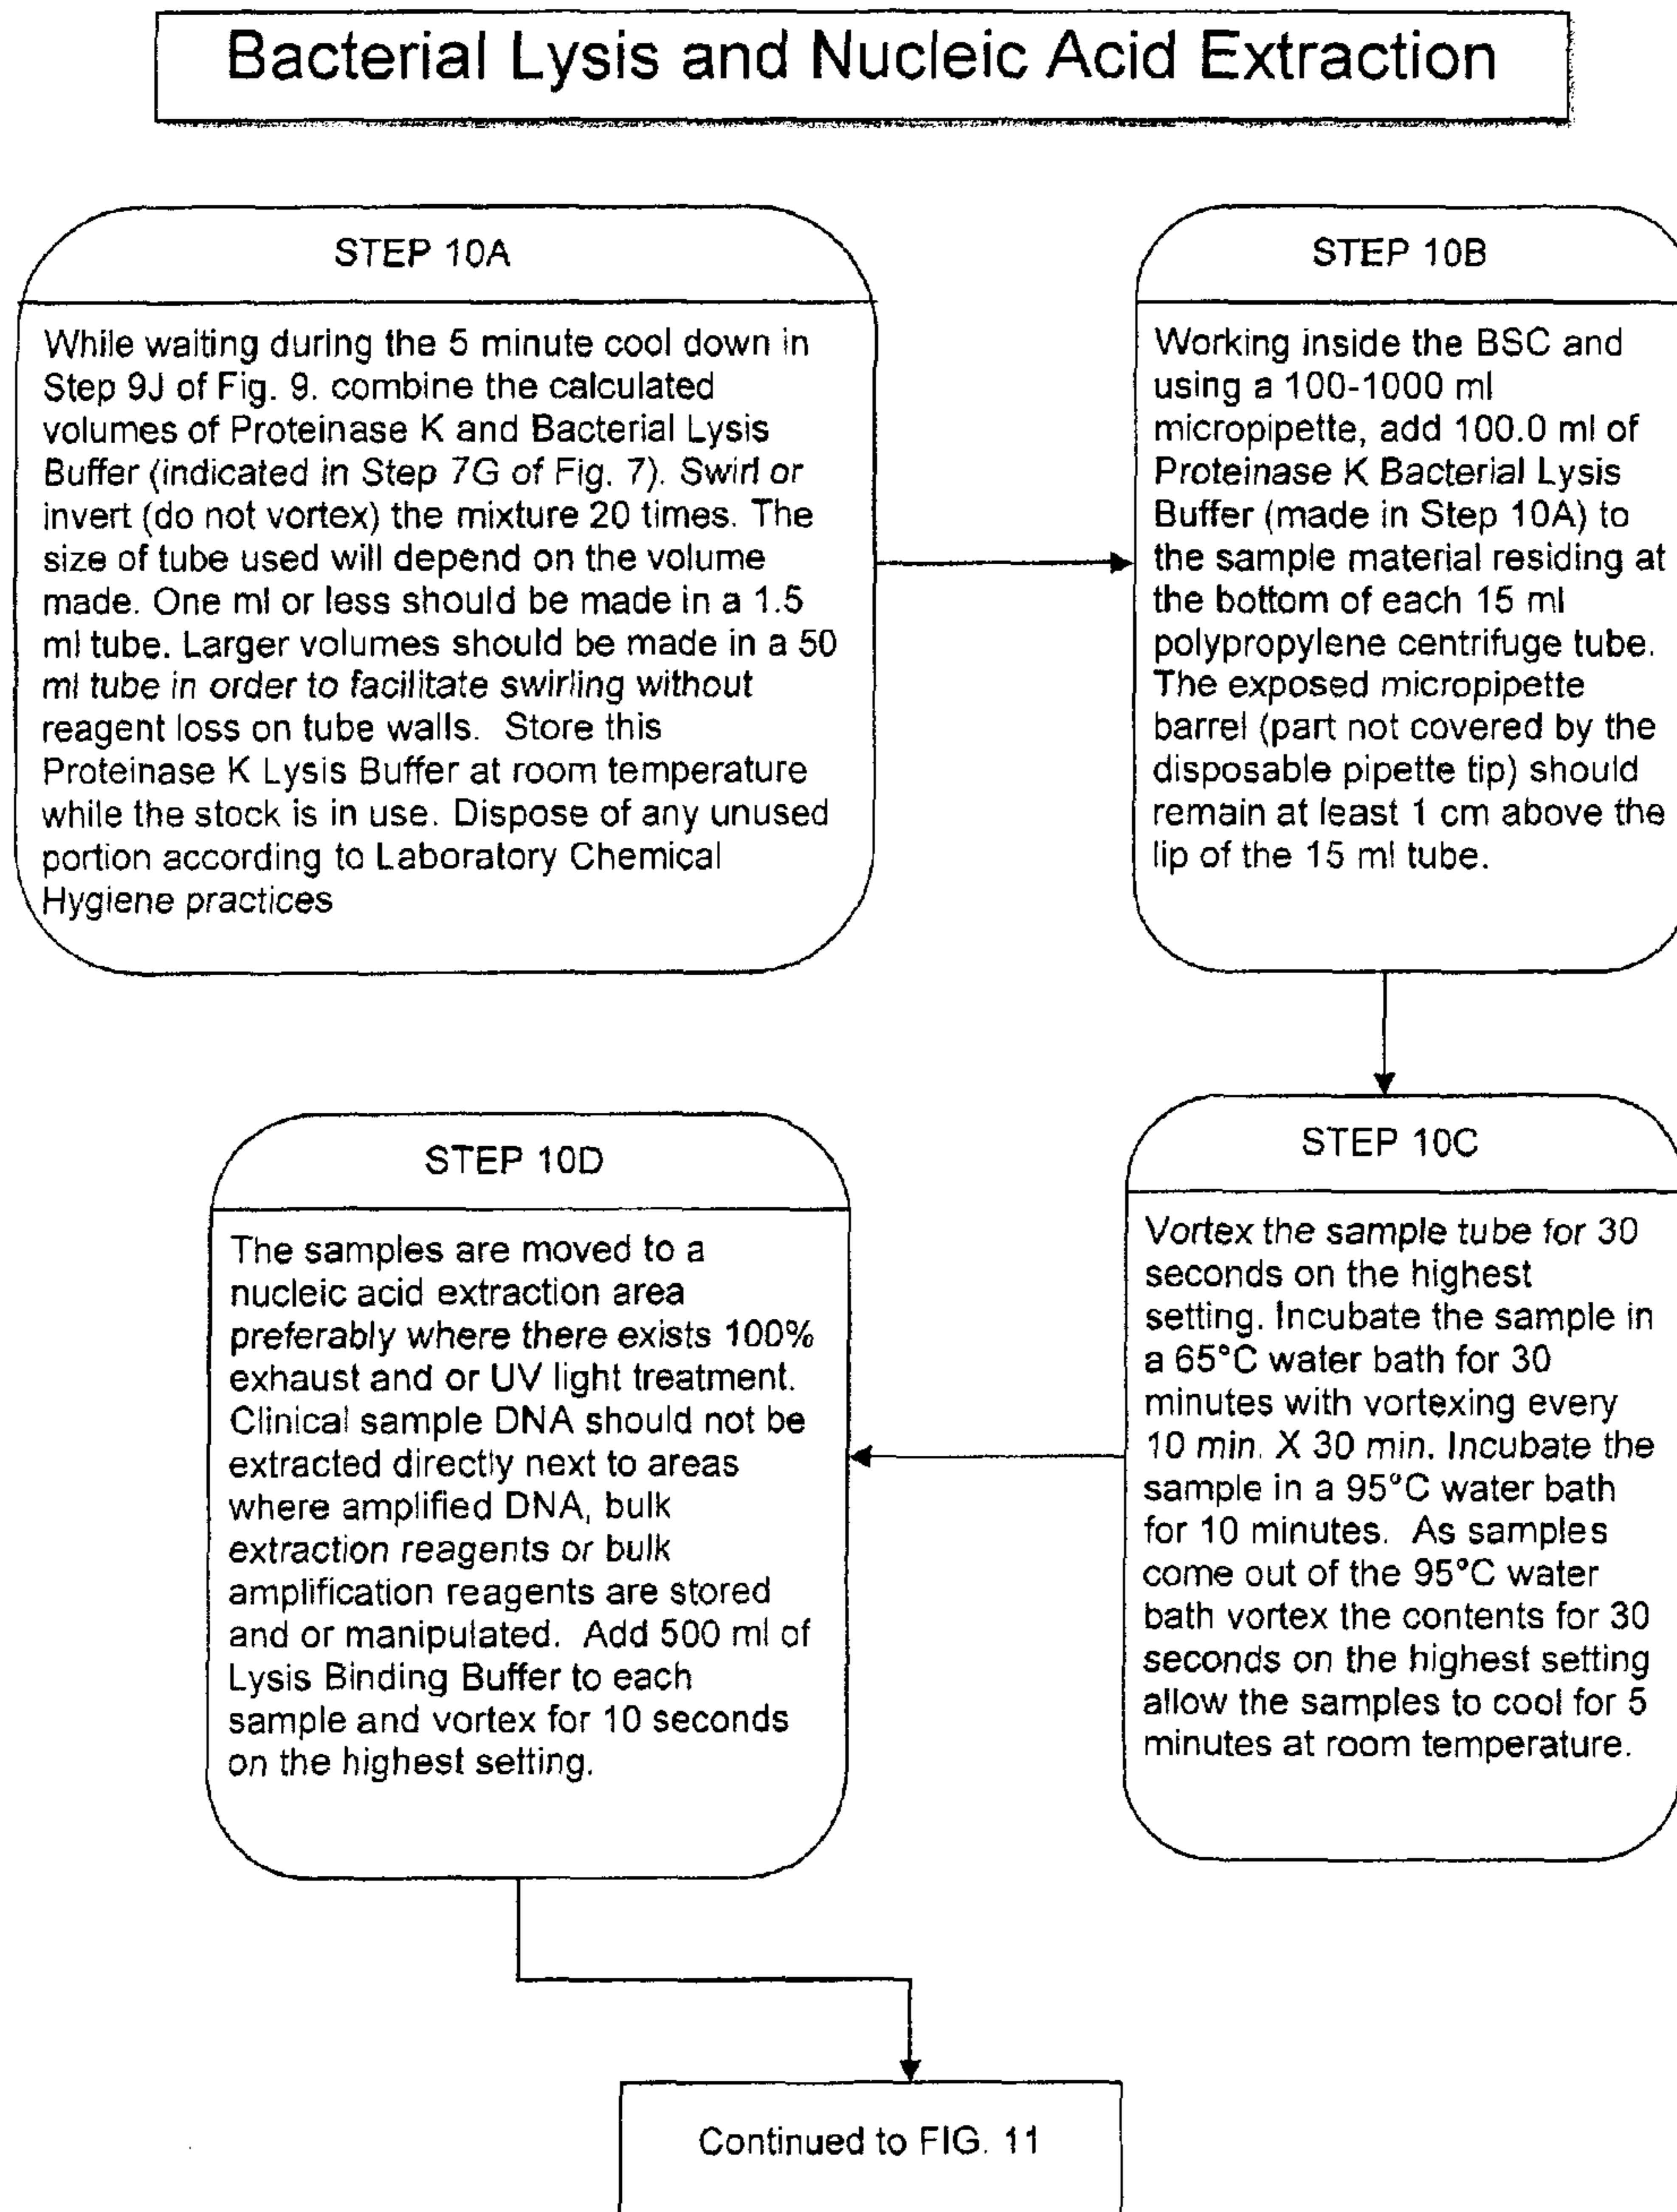 Bacterial Lysis and Nucleic Acid Extraction
STEP 10A
While waiting during the 5 minute cool down in
Step 9J of Fig. 9. combine the calculated
volumes of Proteinase K and Bacterial Lysis
Buffer (indicated in Step 7G of Fig. 7). Swirl or
invert (do not vortex) the mixture 20 times. The
size of tube used will depend on the volume
made. One ml or less should be made in a 1.5
ml tube. Larger volumes should be made in a 50
ml tube in order to facilitate swirling without
reagent loss on tube walls. Store this
Proteinase K Lysis Buffer at room temperature
while the stock is in use. Dispose of any unused
portion according to Laboratory Chemical
Hygiene practices
STEP 10B
Working inside the BSC and
using a 100-1000 ml
micropipette, add 100.0 ml of
Proteinase K Bacterial Lysis
Buffer (made in Step 10A) to
the sample material residing at
the bottom of each 15 ml
polypropylene centrifuge tube.
The exposed micropipette
barrel (part not covered by the
disposable pipette tip) should
remain at least 1 cm above the
lip of the 15 ml tube.
STEP 10C
Vortex the sample tube for 30
seconds on the highest
setting. Incubate the sample in
a 65°C water bath for 30
minutes with vortexing every
10 min. X 30 min. Incubate the
sample in a 95°C water bath
for 10 minutes. As samples
come out of the 95°C water
bath vortex the contents for 30
seconds on the highest setting
allow the samples to cool for 5
minutes at room temperature.
STEP 10D
The samples are moved to a
nucleic acid extraction area
preferably where there exists 100%
exhaust and or UV light treatment.
Clinical sample DNA should not be
extracted directly next to areas
where amplified DNA, bulk
extraction reagents or bulk
amplification reagents are stored
and or manipulated. Add 500 ml of
Lysis Binding Buffer to each
sample and vortex for 10 seconds
on the highest setting.
Continued to FIG. 11